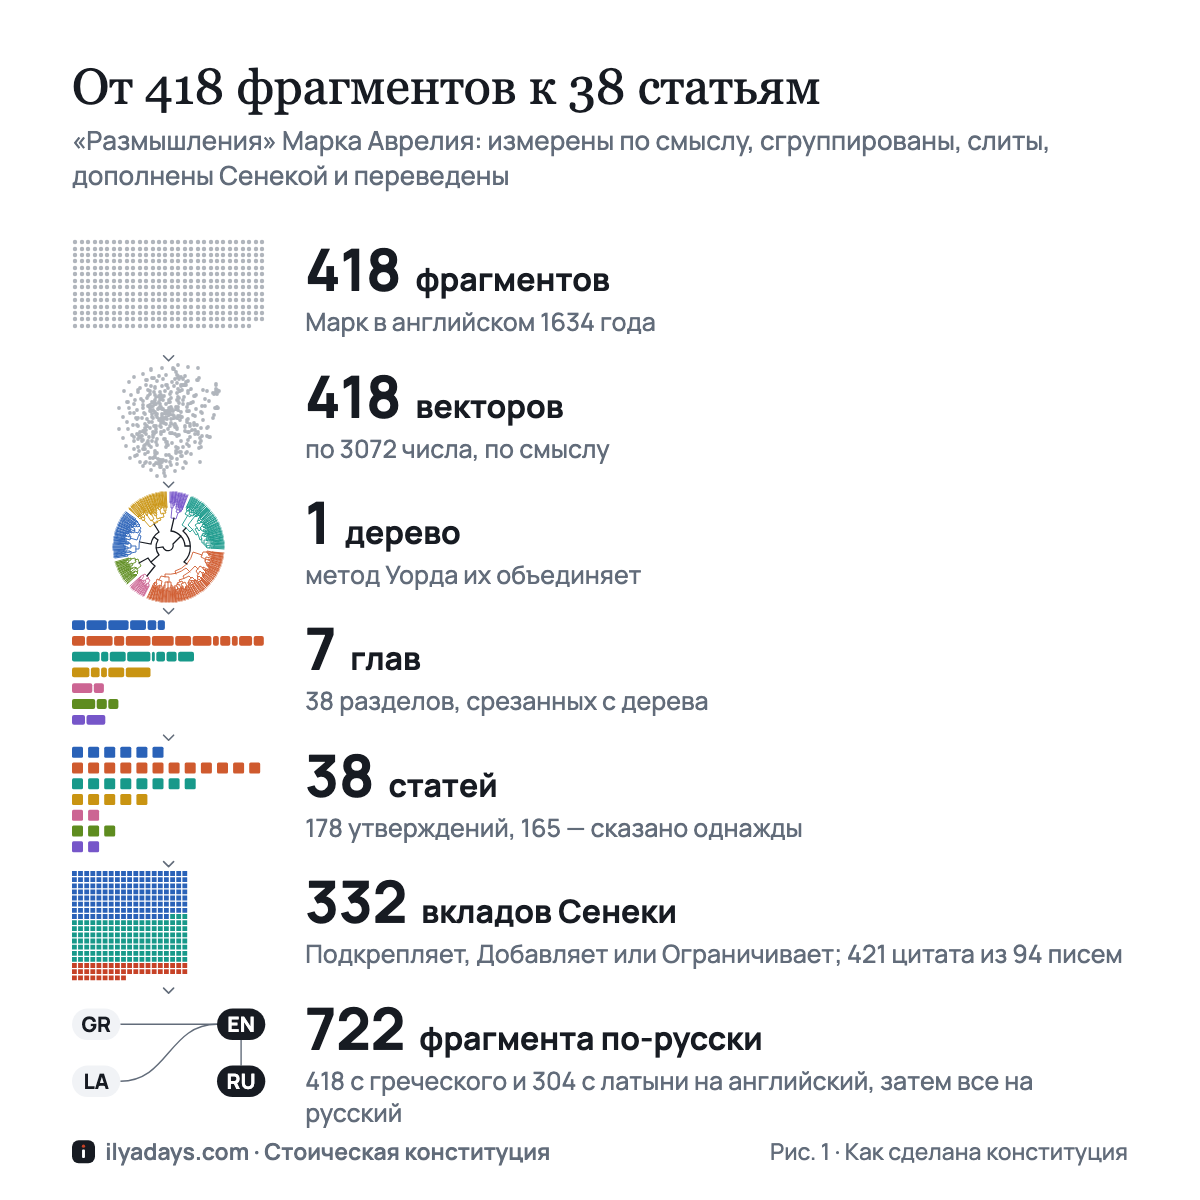 От 418 фрагментов к 38 статьям
«Размышления» Марка Аврелия: измерены по смыслу, сгруппированы, слиты,
дополнены Сенекой и переведены
418 фрагментов
Марк в английском 1634 года
418 векторов
по 3072 числа, по смыслу
1 дерево
метод Уорда их объединяет
7 глав
38 разделов, срезанных с дерева
38 статей
178 утверждений, 165 — сказано однажды
332 вкладов Сенеки
Подкрепляет, Добавляет или Ограничивает; 421 цитата из 94 писем
GR EN
LA RU
722 фрагмента по-русски
418 с греческого и 304 с латыни на английский, затем все на
русский
i ilyadays.com · Стоическая конституция
Рис. 1 · Как сделана конституция